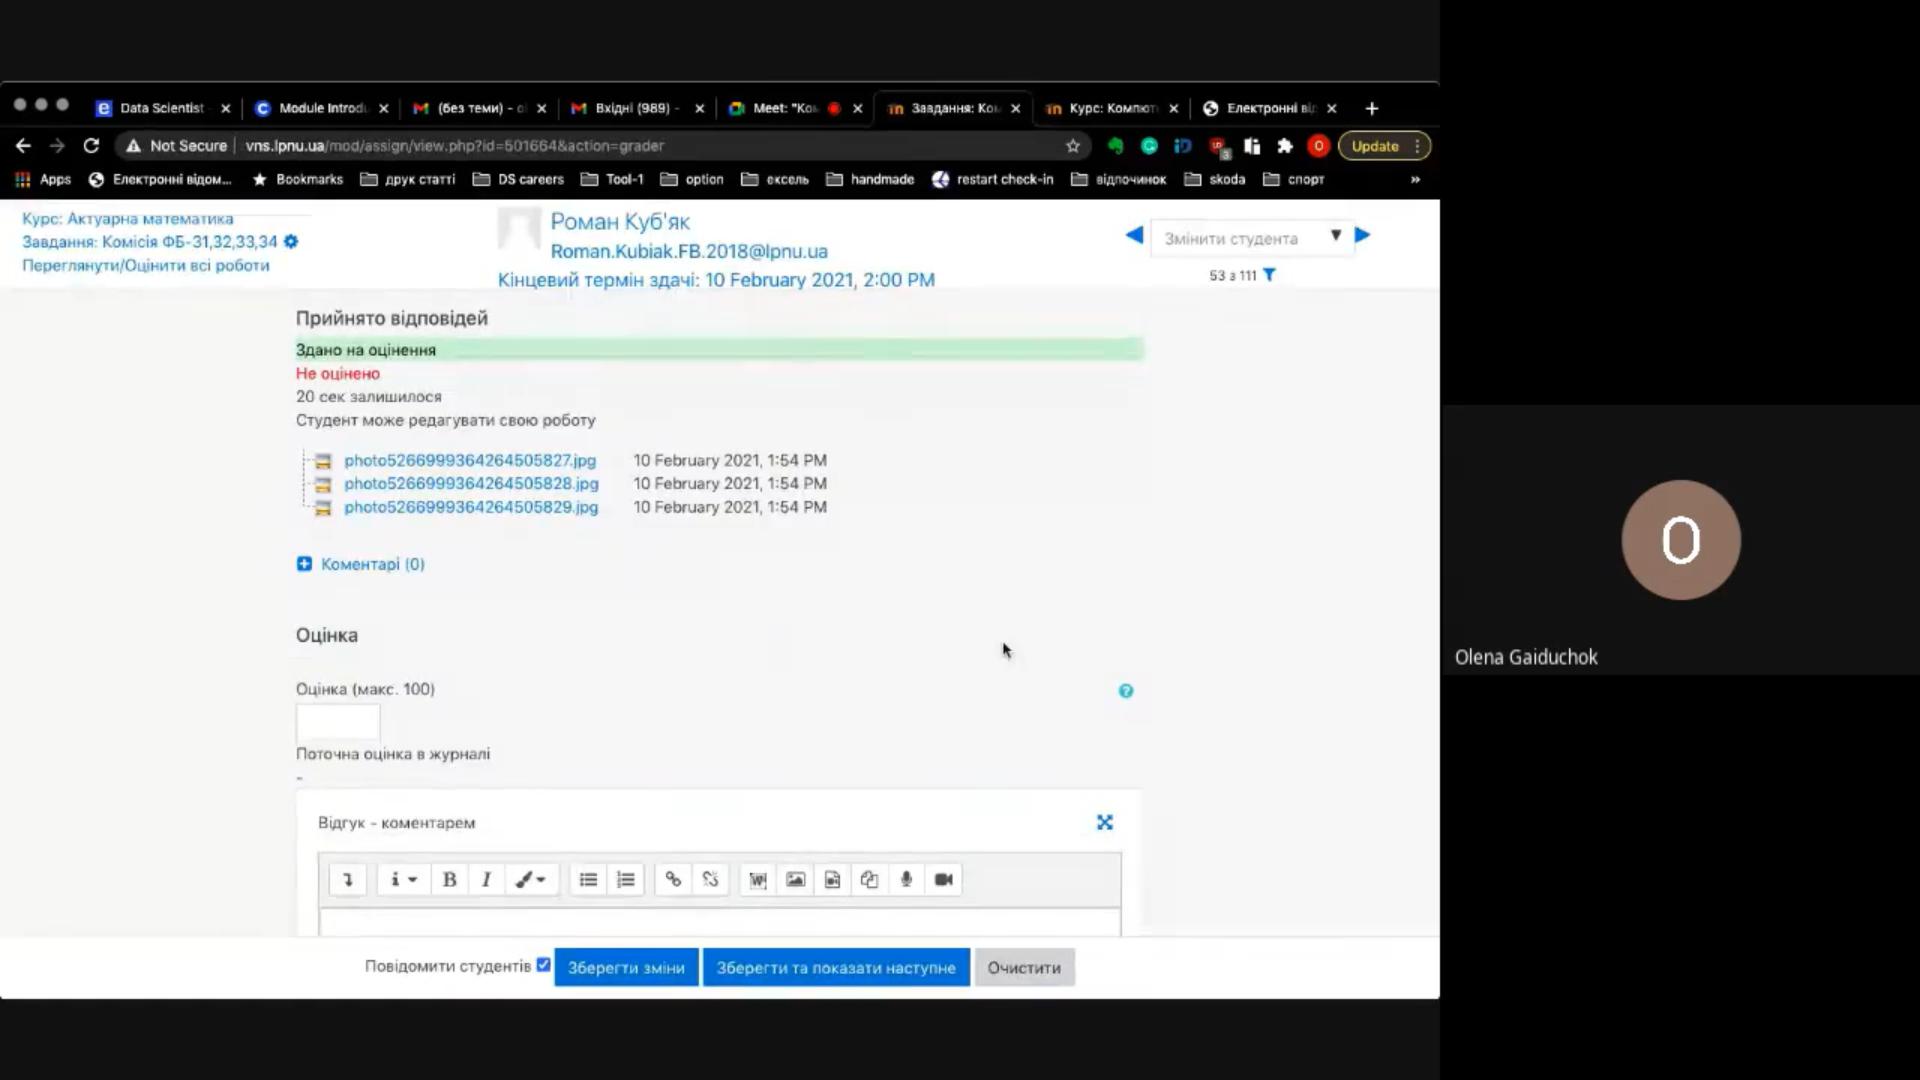 Data Scientist
Module Introd
(без теми) - o
Вхідні (989) -
Meet: "Ко
Завдання: Ко
Курс: Компют
Електронні ві
Not Secure | vns.lpnu.ua/mod/assign/view.php?id=501664&action=grader
Update
Apps
Електронні відом...
Bookmarks
друк статті
DS careers
Tool-1
option
ексель
handmade
restart check-in
відпочинок
skoda
спорт
»
Курс: Актуарна математика
Завдання: Комісія ФБ-31,32,33,34
Переглянути/Оцінити всі роботи
Роман Куб'як
Roman.Kubiak.FB.2018@lpnu.ua
Кінцевий термін здачі: 10 February 2021, 2:00 PM
Змінити студента
53 з 111
Прийнято відповідей
Здано на оцінення
Не оцінено
20 сек залишилося
Студент може редагувати свою роботу
photo5266999364264505827.jpg 10 February 2021, 1:54 PM
photo5266999364264505828.jpg 10 February 2021, 1:54 PM
photo5266999364264505829.jpg 10 February 2021, 1:54 PM
Коментарі (0)
Оцінка
Оцінка (макс. 100)
Поточна оцінка в журналі
-
Відгук - коментарем
Повідомити студентів
Зберегти зміни
Зберегти та показати наступне
Очистити
O
Olena Gaiduchok